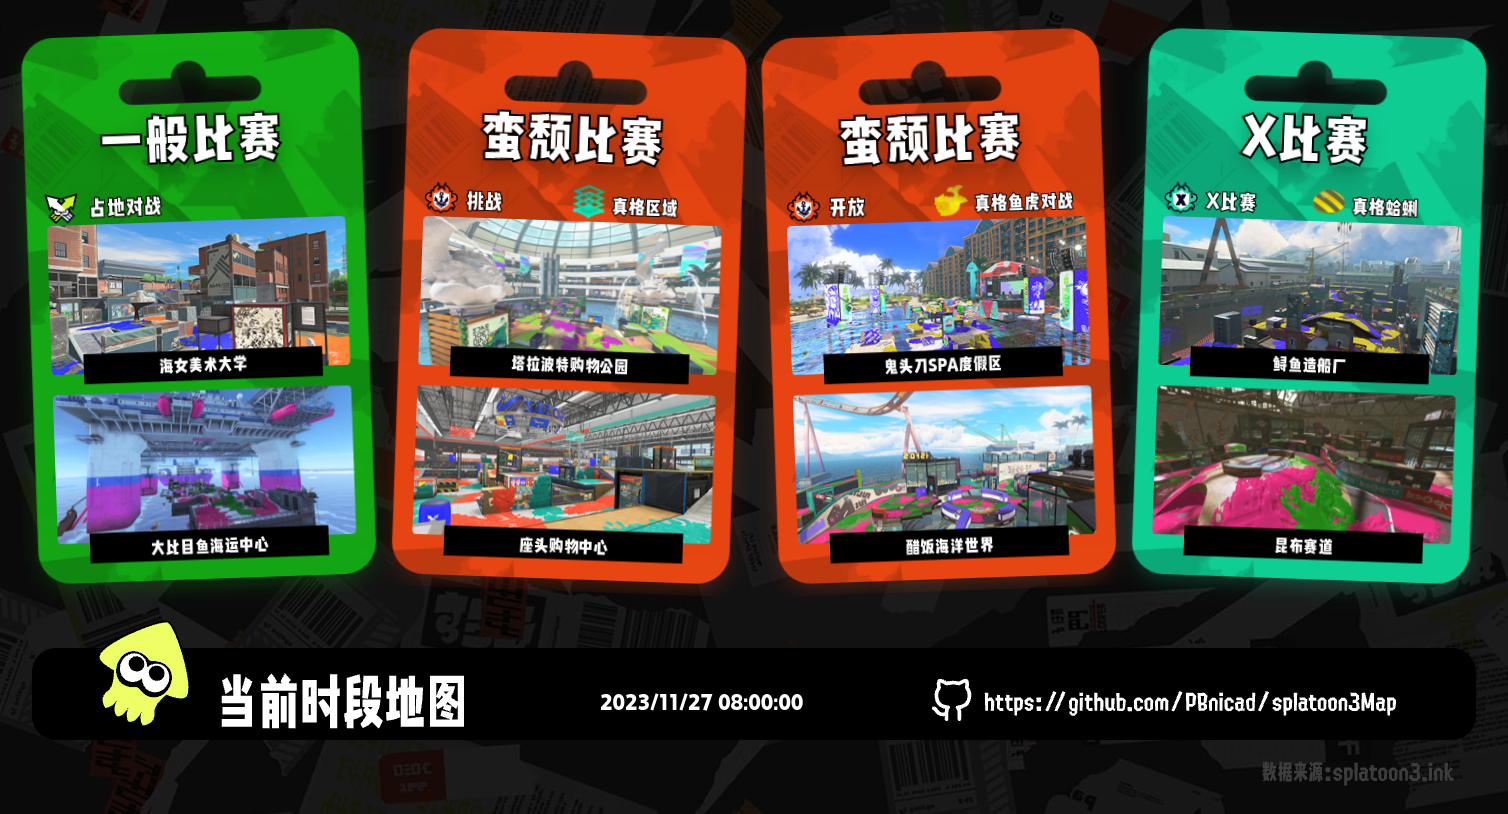 一般比赛
占地对战
海女美术大学
大比目鱼海运中心
蛮颓比赛
挑战
真格区域
塔拉波特购物公园
座头购物中心
蛮颓比赛
开放
真格鱼虎对战
鬼头刀SPA度假区
醋饭海洋世界
X比赛
X比赛
真格蛤蜊
鲟鱼造船厂
昆布赛道
当前时段地图
2023/11/27 08:00:00
https://github.com/PBnicad/splatoon3Map
数据来源:splatoon3.ink